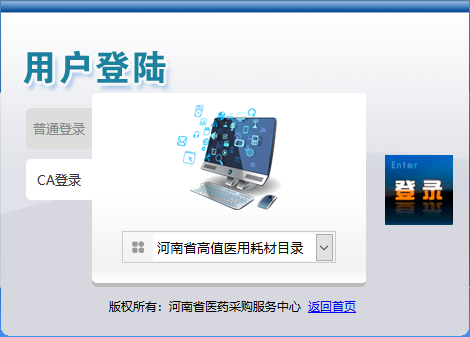 用户登陆
普通登录
CA登录
河南省高值医用耗材目录
Enter
登录
版权所有：河南省医药采购服务中心 返回首页